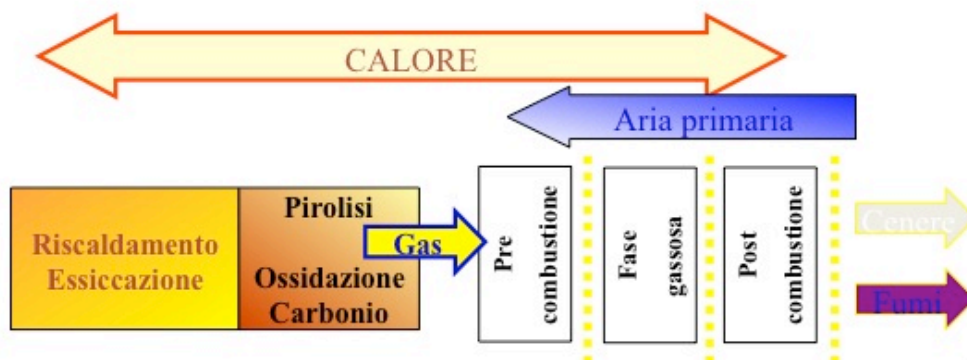 CALORE
Aria primaria
Riscaldamento
Essiccazione
Pirolisi
Ossidazione
Carbonio
Gas
Pre
combustione
Fase
gassosa
Post
combustione
Cenere
Fumi